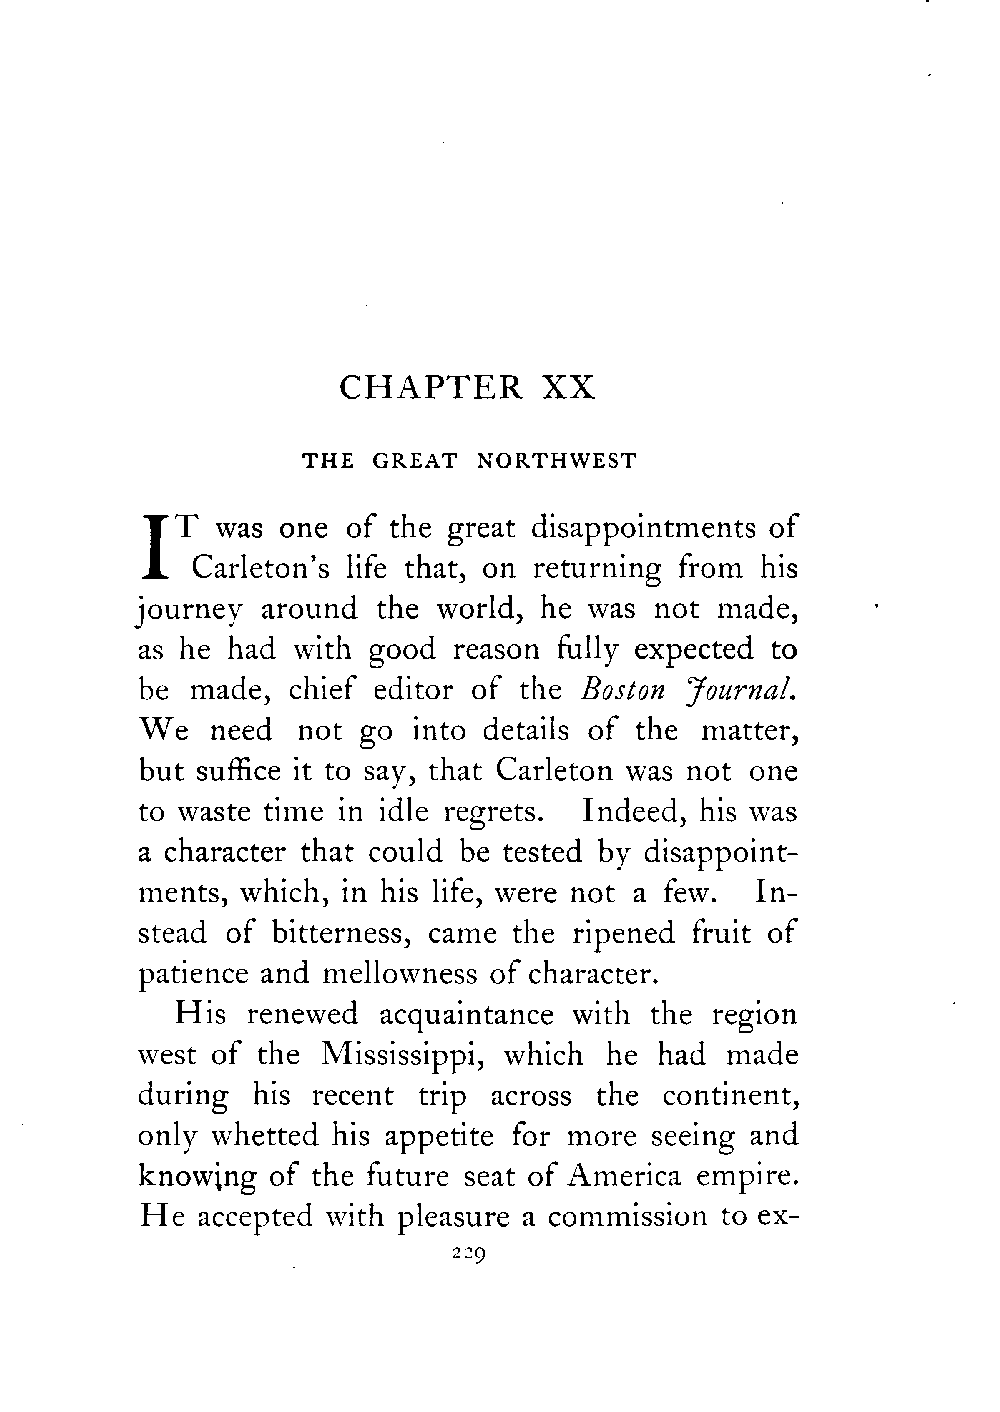 CHAPTER XX
THE GREAT NORTHWEST
IT was one of the great disappointments of
Carleton's life that, on returning from his
journey around the world, he was not made,
as he had with good reason fully expected to
be made, chief editor of the Boston Journal.
We need not go into details of the matter,
but suffice it to say, that Carleton was not one
to waste time in idle regrets. Indeed, his was
a character that could be tested by disappoint-
ments, which, in his life, were not a few. In-
stead of bitterness, came the ripened fruit of
patience and mellowness of character.
His renewed acquaintance with the region
west of the Mississippi, which he had made
during his recent trip across the continent,
only whetted his appetite for more seeing and
knowing of the future seat of America empire.
He accepted with pleasure a commission to ex-
229